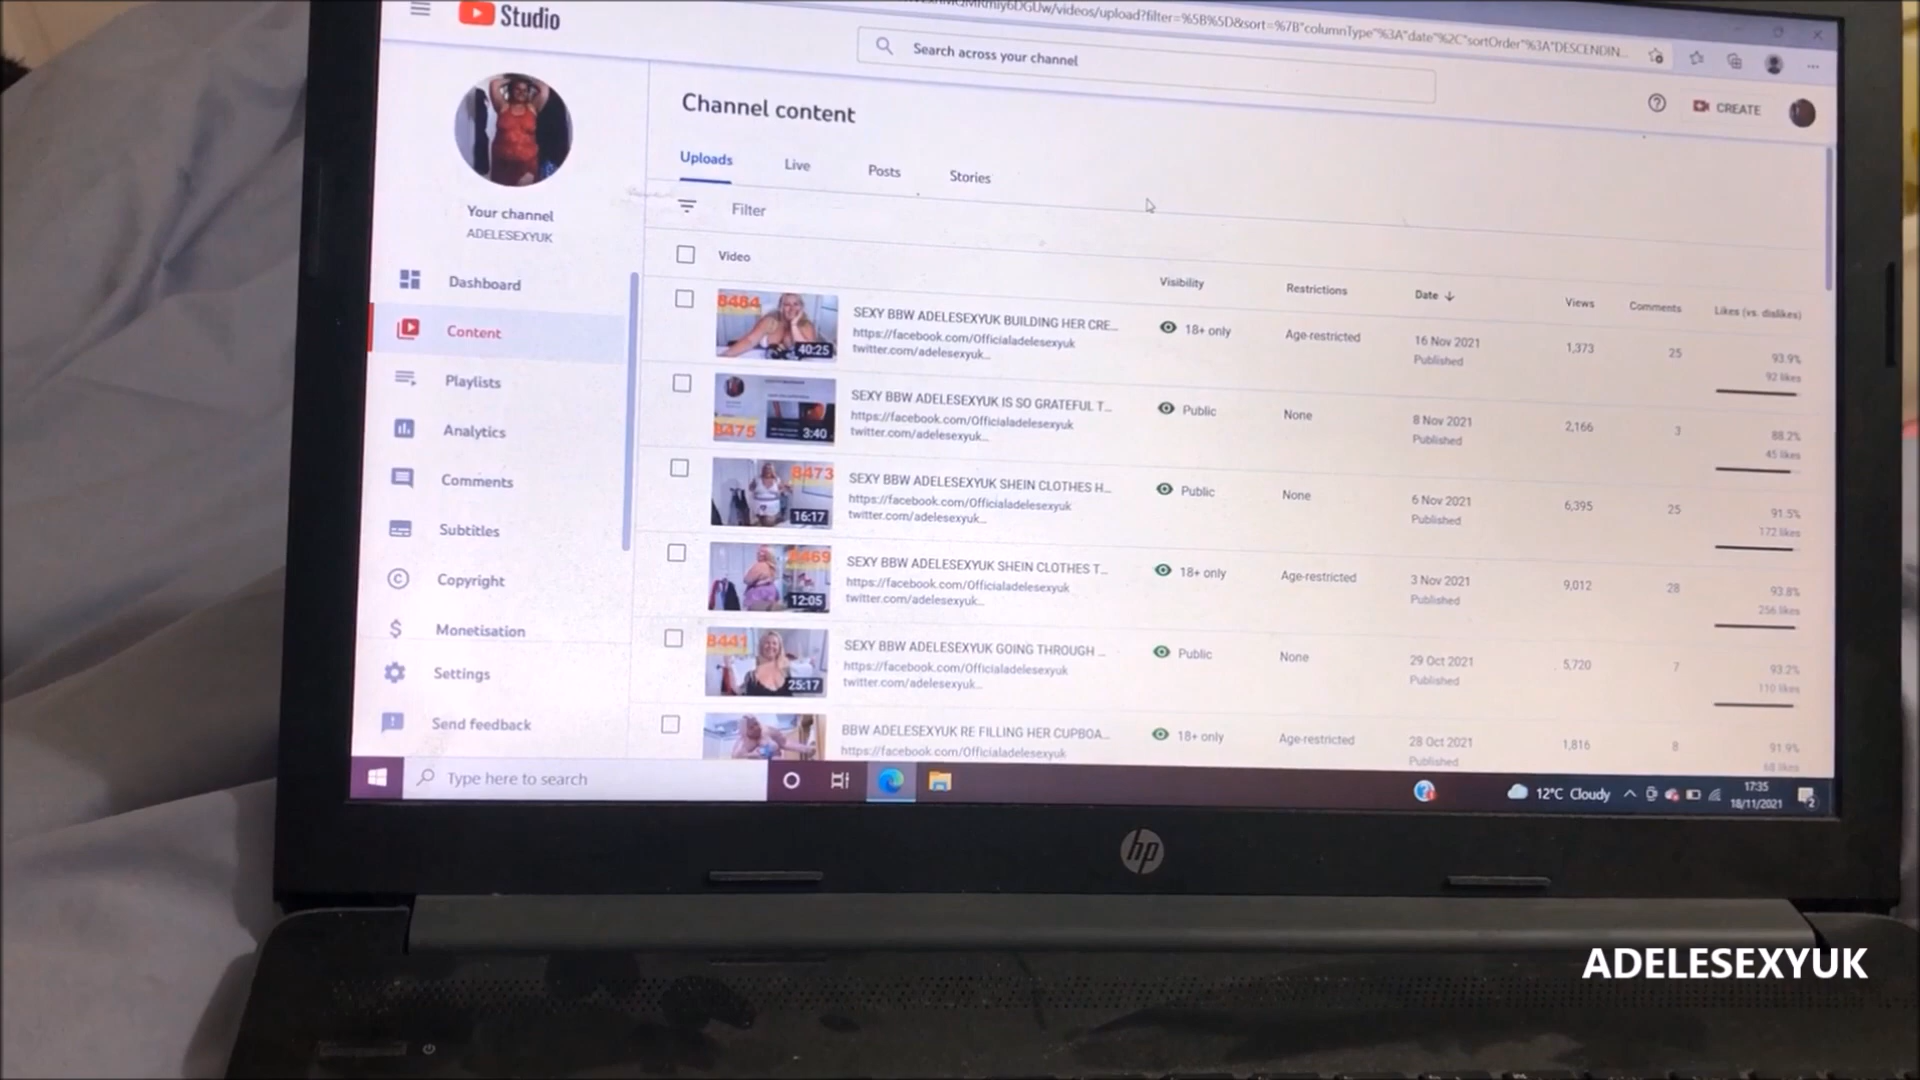 Studio
Search across your channel
CREATE
Channel content
Uploads Live Posts Stories
Filter
Your channel
ADELESEXYUK
Dashboard
Content
Playlists
Analytics
Comments
Subtitles
Copyright
Monetisation
Settings
Send feedback
Video Visibility Restrictions Date Views Comments Likes (vs. dislikes)
8484
40:25
SEXY BBW ADELESEXYUK BUILDING HER CRE...
https://facebook.com/Officialadelesexyuk
twitter.com/adelesexyuk...
18+ only Age-restricted 16 Nov 2021 1,373 25 93.9%
Published 92 likes
8475
3:40
SEXY BBW ADELESEXYUK IS SO GRATEFUL T...
https://facebook.com/Officialadelesexyuk
twitter.com/adelesexyuk...
Public None 8 Nov 2021 2,166 3 88.2%
Published 45 likes
8473
16:17
SEXY BBW ADELESEXYUK SHEIN CLOTHES H...
https://facebook.com/Officialadelesexyuk
twitter.com/adelesexyuk...
Public None 6 Nov 2021 6,395 25 91.5%
Published 172 likes
8469
12:05
SEXY BBW ADELESEXYUK SHEIN CLOTHES T...
https://facebook.com/Officialadelesexyuk
twitter.com/adelesexyuk...
18+ only Age-restricted 3 Nov 2021 9,012 28 93.8%
Published 256 likes
8441
25:17
SEXY BBW ADELESEXYUK GOING THROUGH ...
https://facebook.com/Officialadelesexyuk
twitter.com/adelesexyuk...
Public None 29 Oct 2021 5,720 7 93.2%
Published 110 likes
BBW ADELESEXYUK RE FILLING HER CUPBOA...
https://facebook.com/Officialadelesexyuk
18+ only Age-restricted 28 Oct 2021 1,816 8 91.9%
Published 68 likes
Type here to search
12°C Cloudy
17:35
18/11/2021
2
hp
ADELESEXYUK